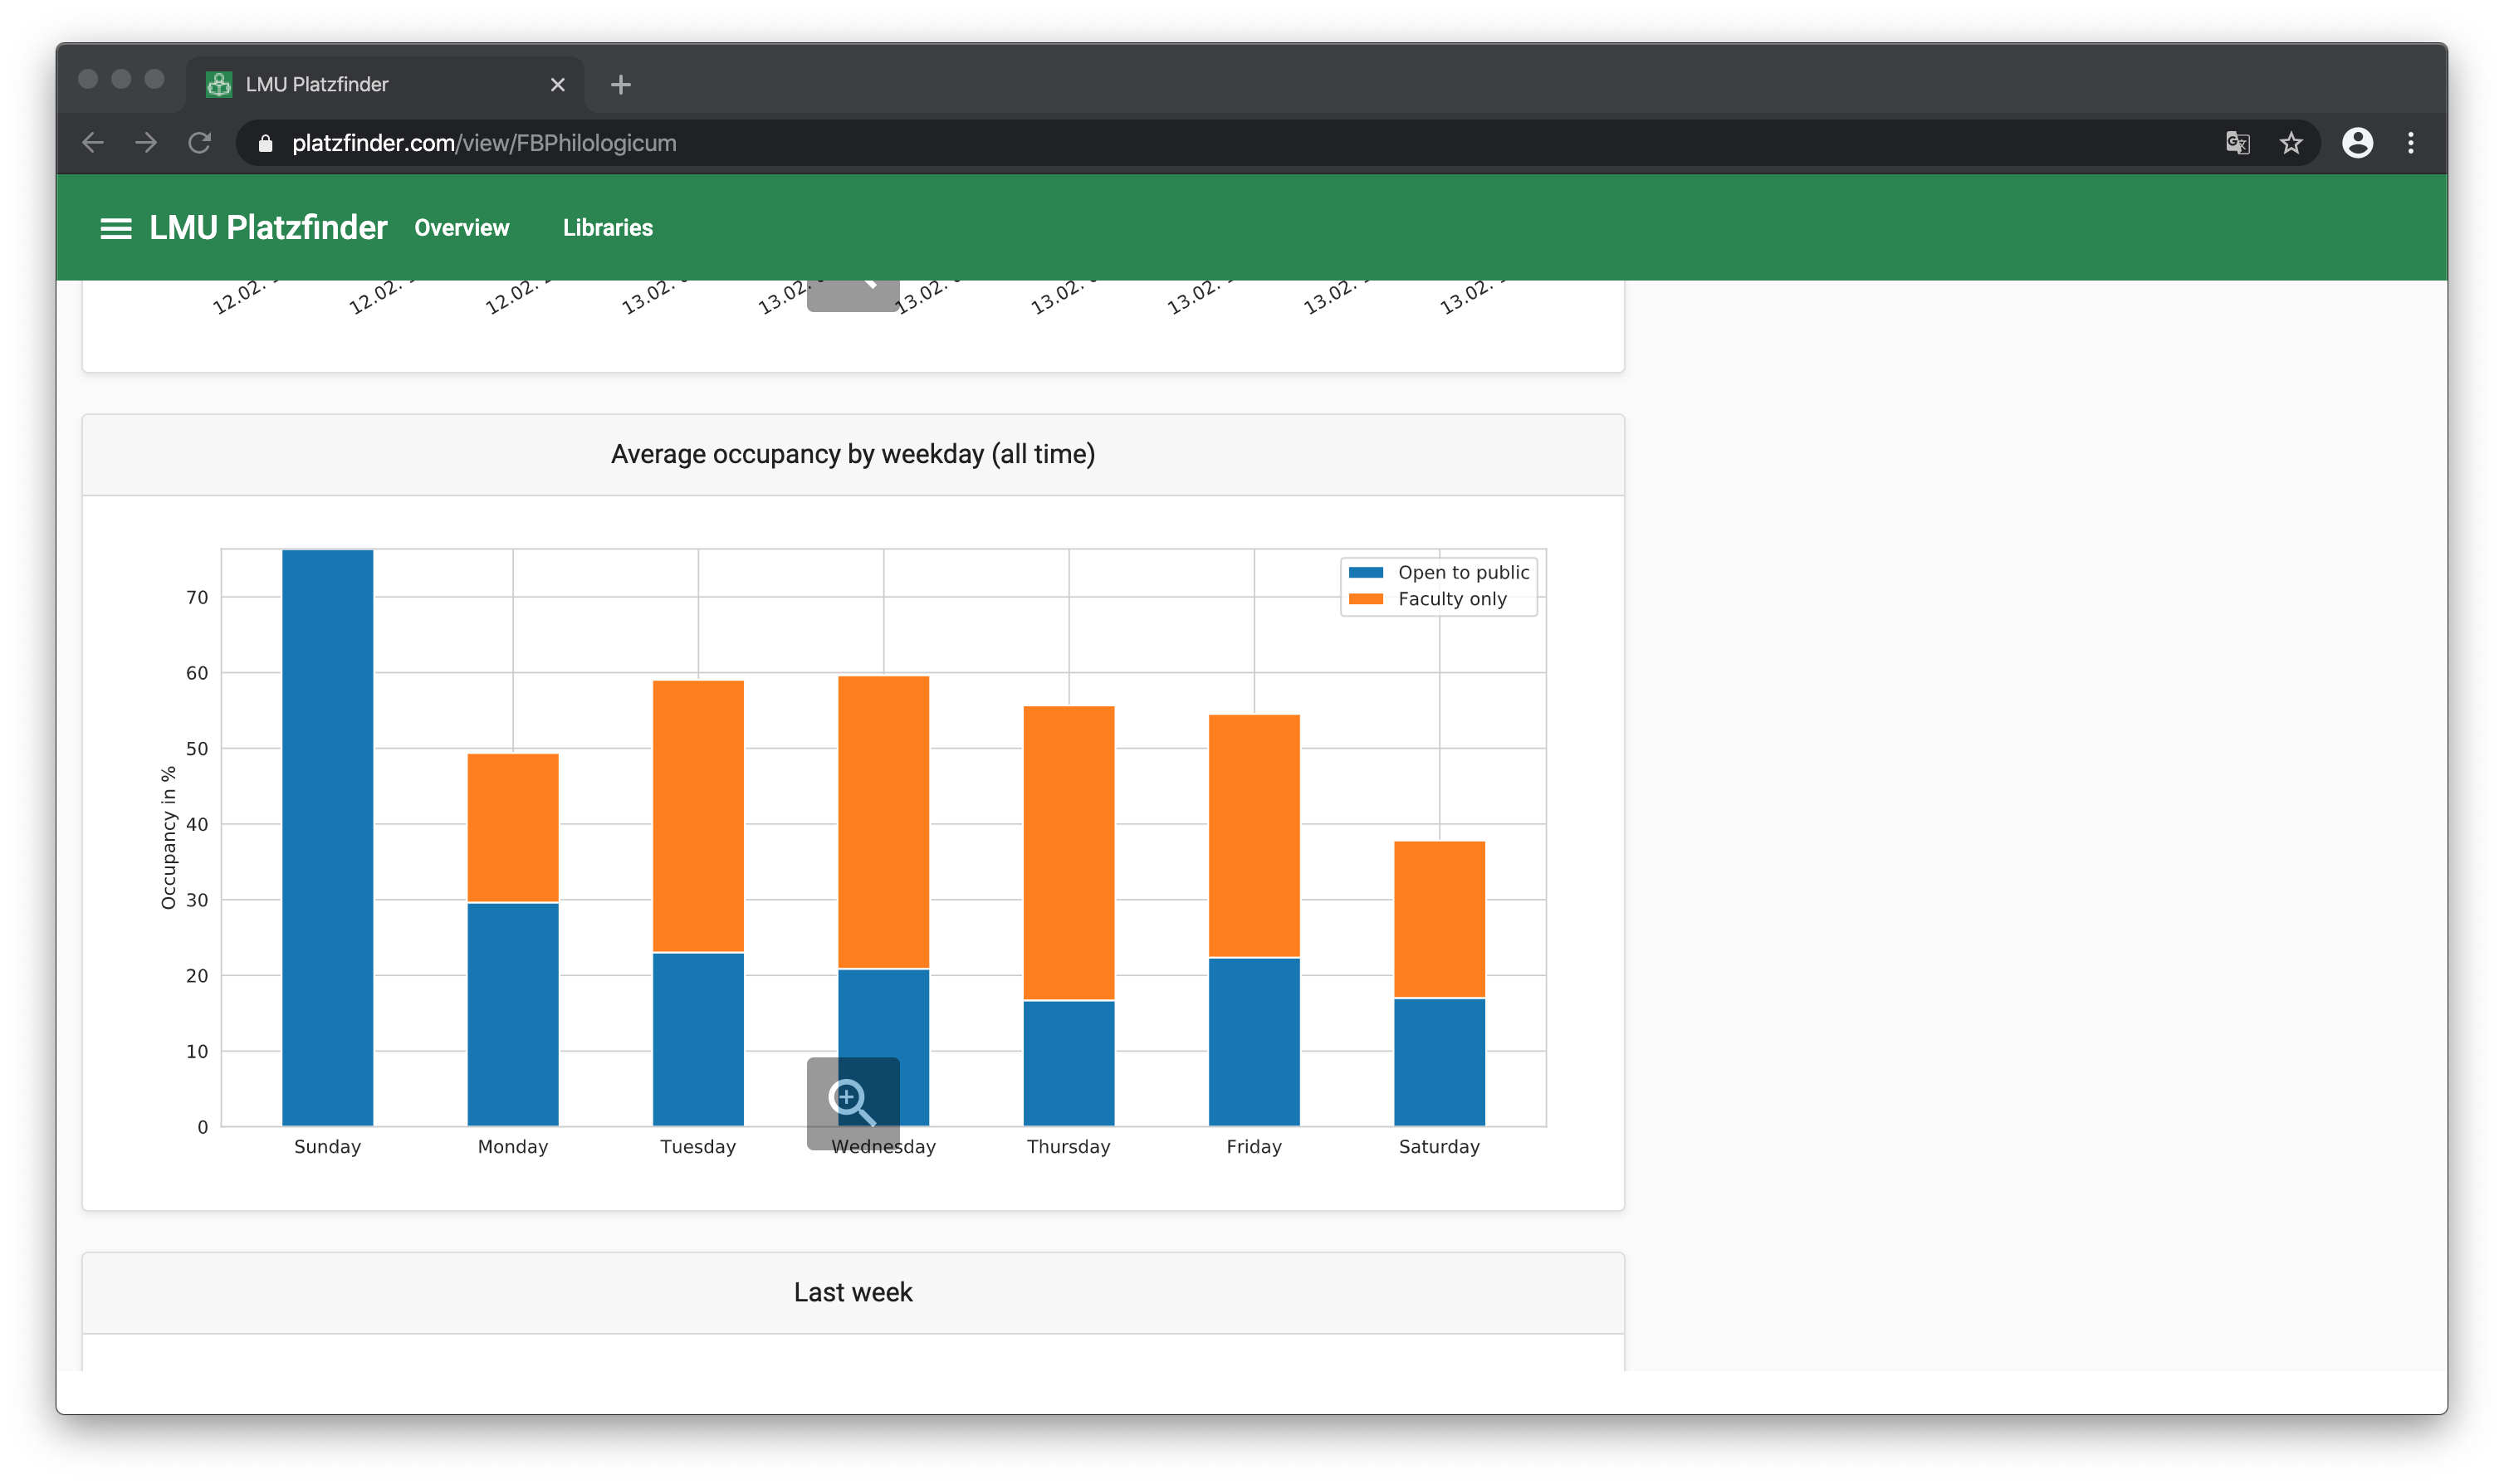 LMU Platzfinder
platzfinder.com/view/FBPhilologicum
LMU Platzfinder Overview Libraries
12.02. 12.02. 12.02. 13.02. 13.02. 13.02. 13.02. 13.02. 13.02. 13.02.
Average occupancy by weekday (all time)
Open to public
Faculty only
70
60
50
40
30
20
10
0
Occupancy in %
Sunday Monday Tuesday Wednesday Thursday Friday Saturday
Last week